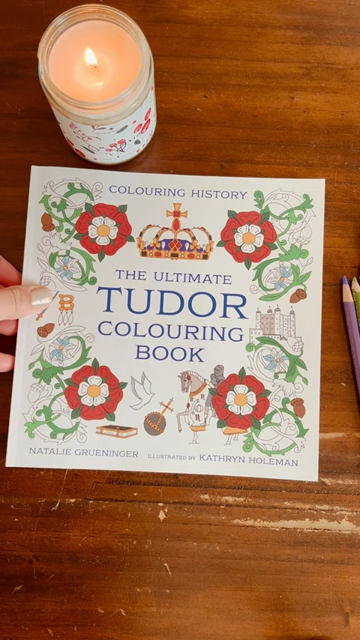 COLOURING HISTORY
THE ULTIMATE
TUDOR
COLOURING
BOOK
B
NATALIE GRUENINGER ILLUSTRATED BY KATHRYN HOLEMAN